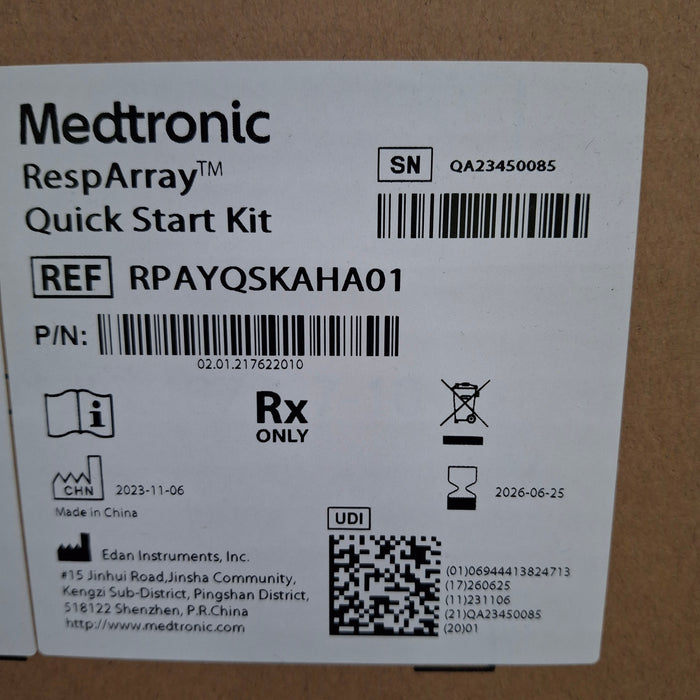 Medtronic
RespArray™
Quick Start Kit
SN QA23450085
REF RPAYQSKAHA01
P/N:
02.01.217622010
i
Rx
ONLY
CHN 2023-11-06
Made in China
2026-06-25
UDI
Edan Instruments, Inc.
#15 Jinhui Road,Jinsha Community,
Kengzi Sub-District, Pingshan District,
518122 Shenzhen, P.R.China
http://www.medtronic.com
(01)06944413824713
(17)260625
(11)231106
(21)QA23450085
(20)01